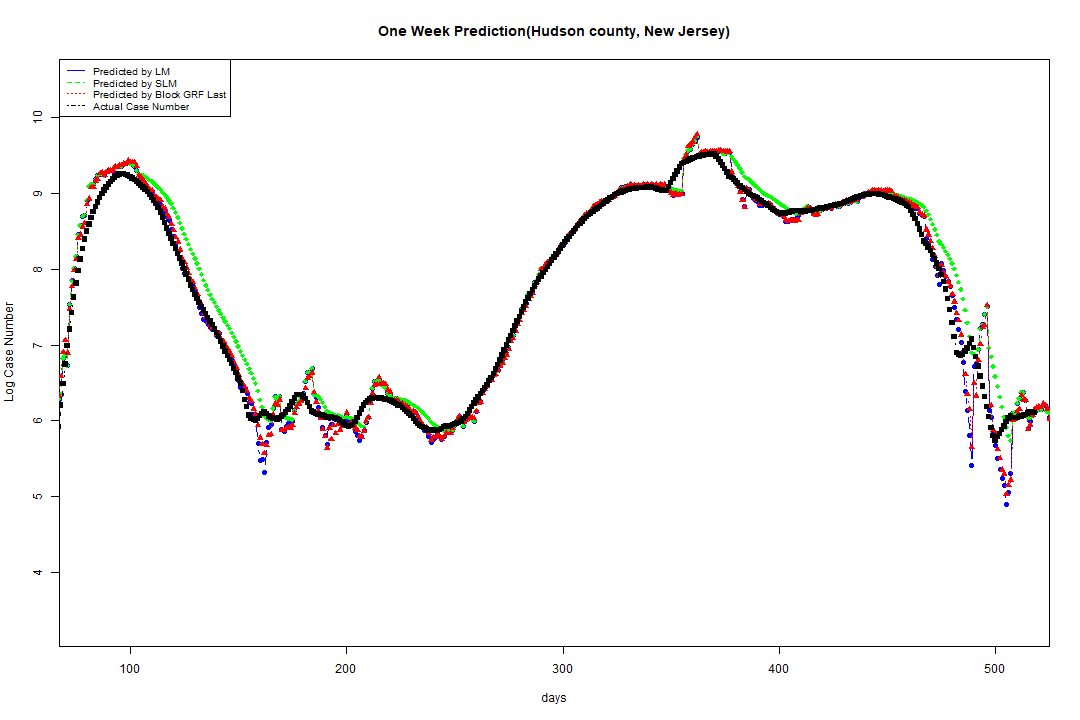 One Week Prediction(Hudson county, New Jersey)
Predicted by LM
Predicted by SLM
Predicted by Block GRF Last
Actual Case Number
10
9
8
7
6
5
4
Log Case Number
100 200 300 400 500
days